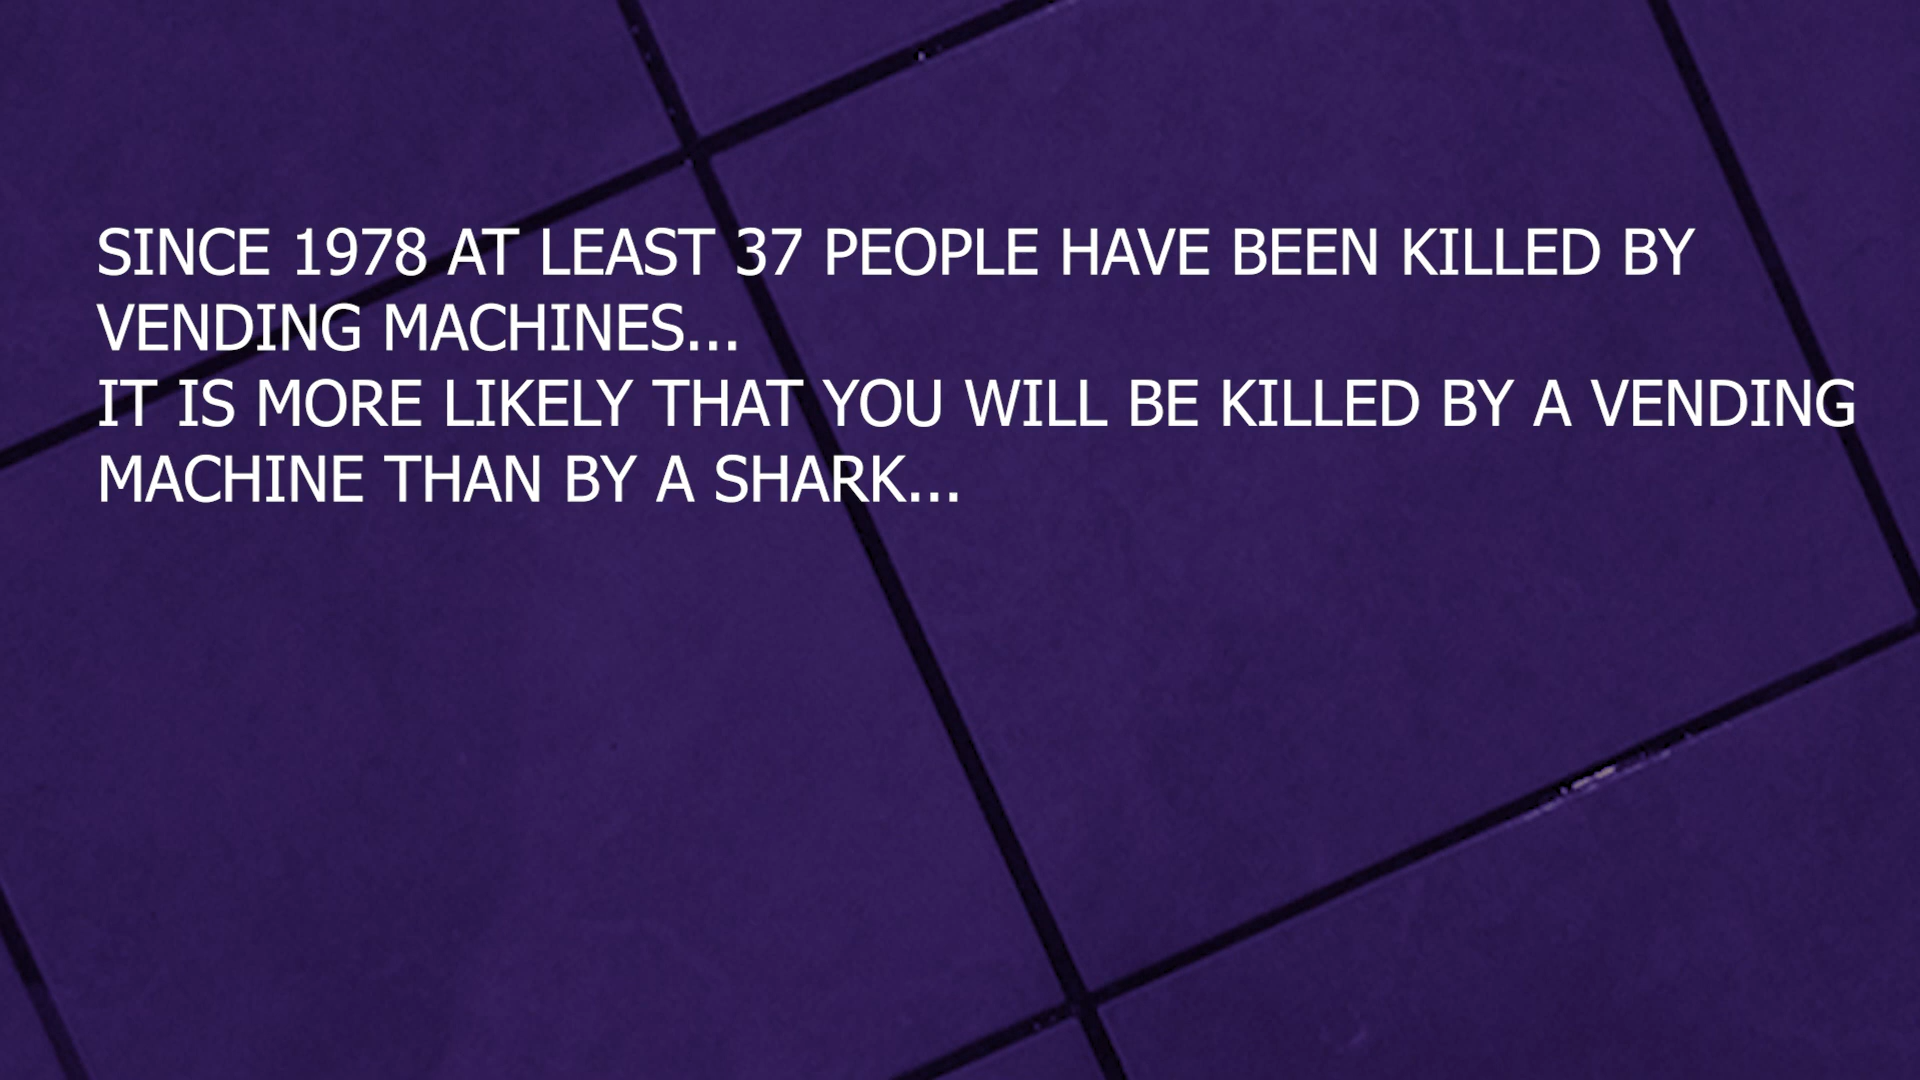 SINCE 1978 AT LEAST 37 PEOPLE HAVE BEEN KILLED BY
VENDING MACHINES...
IT IS MORE LIKELY THAT YOU WILL BE KILLED BY A VENDING
MACHINE THAN BY A SHARK...